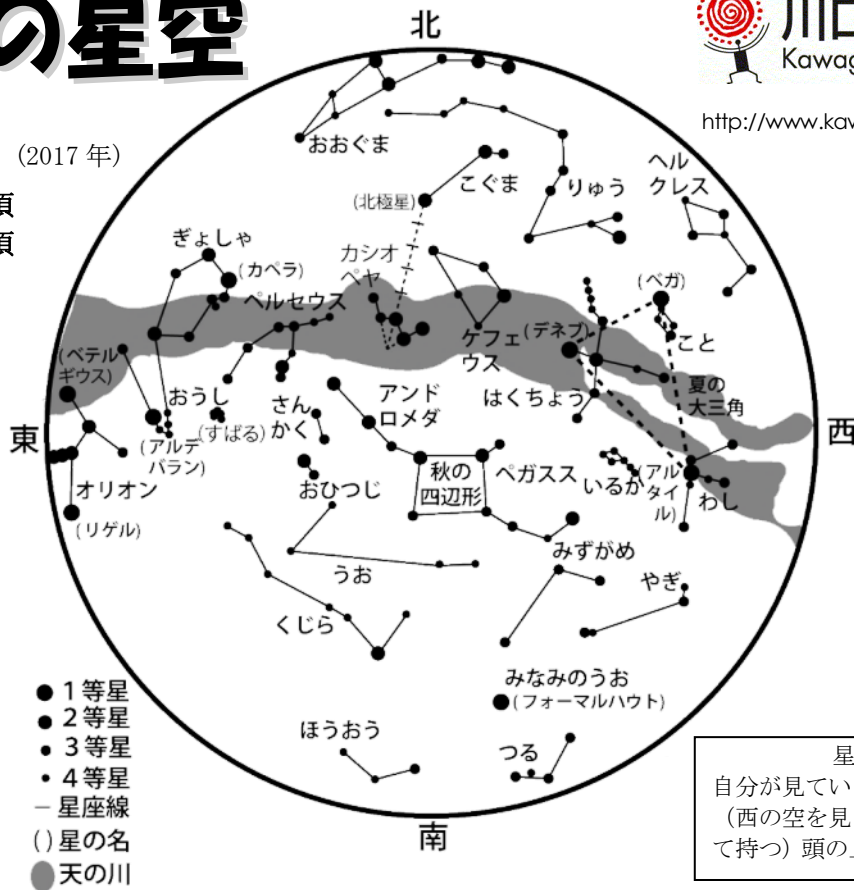 の星空
川口
Kawag
http://www.kaw
(2017 年)
頃
頃
北
おおぐま
こぐま
(北極星)
りゅう
ヘル
クレス
ぎょしゃ
(カペラ)
カシオ
ペヤ
ペルセウス
ケフェ
ウス
(デネブ)
(ベガ)
こと
(ベテル
ギウス)
おうし
(すばる)
(アルデ
バラン)
さん
かく
アンド
ロメダ
はくちょう
夏の
大三角
東
西
オリオン
(リゲル)
おひつじ
秋の
四辺形
ペガスス
いるか
(アル
タイ
ル)
わし
うお
みずがめ
やぎ
くじら
みなみのうお
(フォーマルハウト)
ほうおう
つる
南
1等星
2等星
3等星
4等星
− 星座線
( ) 星の名
天の川
星
自分が見てい
(西の空を見
て持つ) 頭の